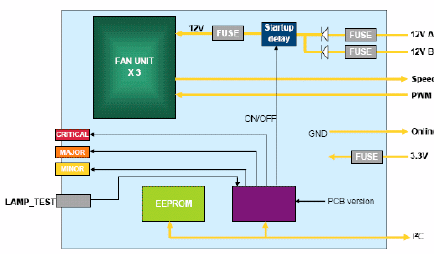 12V
FUSE
Startup
delay
FUSE
12V A
FUSE
12V B
FAN UNIT
X 3
Speed
PWM
ON/OFF
GND
Online
CRITICAL
MAJOR
MINOR
FUSE
3.3V
LAMP_TEST
EEPROM
PCB version
I²C